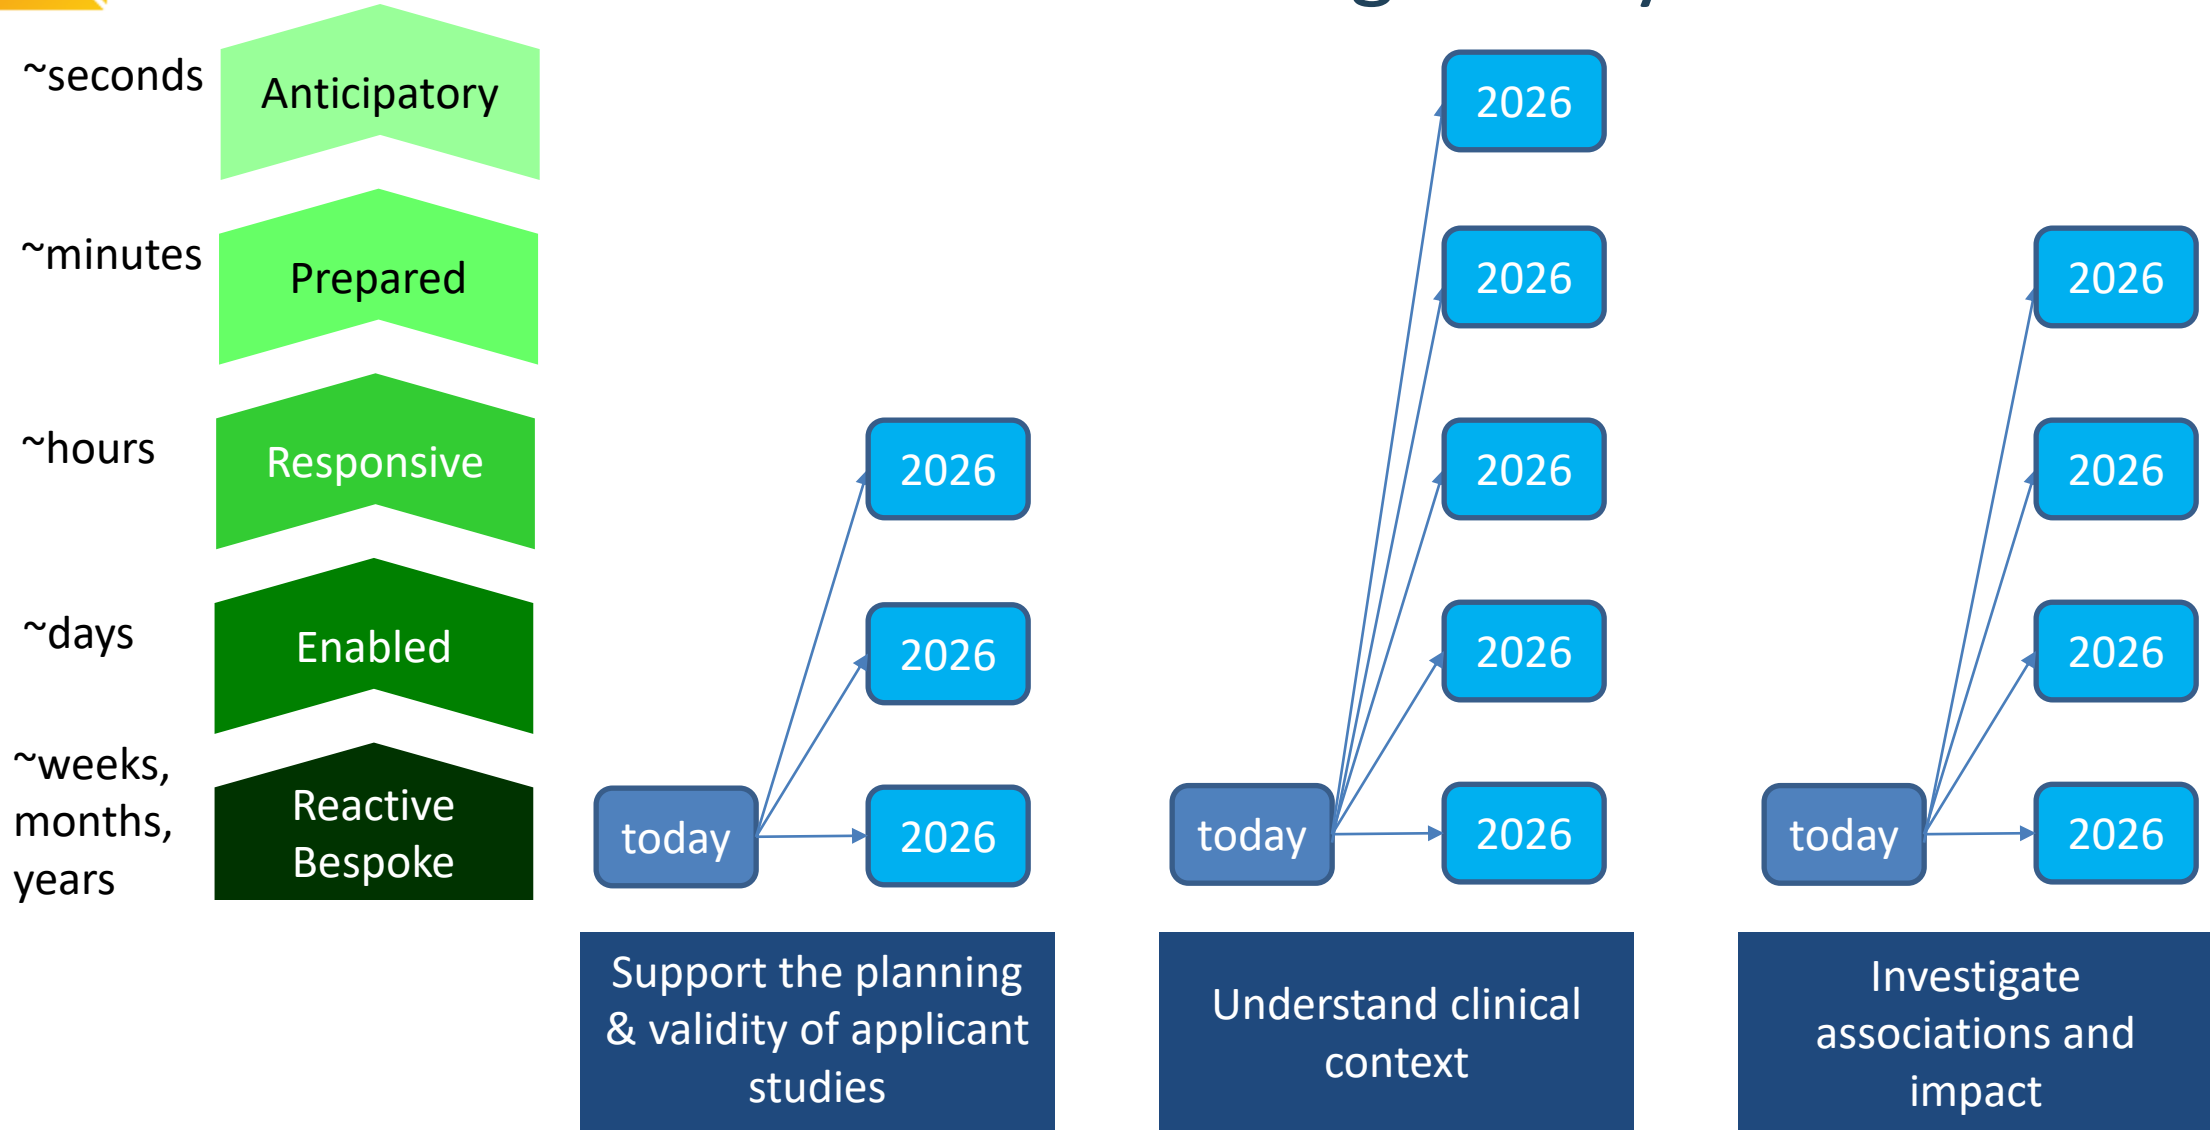 ~seconds
Anticipatory
2026
~minutes
Prepared
2026
2026
~hours
Responsive
2026
2026
2026
~days
Enabled
2026
2026
2026
~weeks,
months,
years
Reactive
Bespoke
today
2026
today
2026
today
2026
Support the planning
& validity of applicant
studies
Understand clinical
context
Investigate
associations and
impact